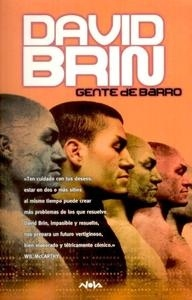 DAVID
BRIN
GENTE DE BARRO
«Ten cuidado con tus deseos:
estar en dos o más sitios
al mismo tiempo puede crear
más problemas de los que resuelve.
David Brin, impasible y resuelto,
nos prepara un futuro vertiginoso,
bien elaborado y tétricamente cómico.»
WIL McCARTHY
nova